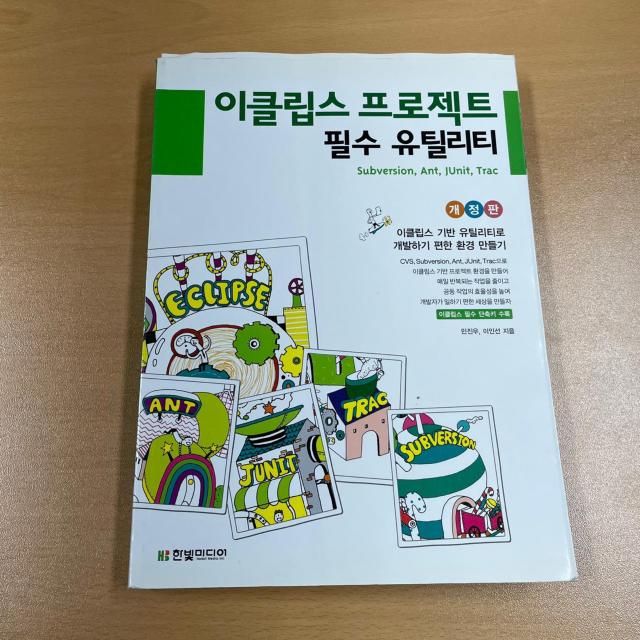 이클립스 프로젝트
필수 유틸리티
Subversion, Ant, JUnit, Trac
개정판
이클립스 기반 유틸리티로
개발하기 편한 환경 만들기
CVS, Subversion, Ant, JUnit, Trac으로
이클립스 기반 프로젝트 환경을 만들어
매일 반복되는 작업을 줄이고
공동 작업의 효율성을 높여
개발자가 일하기 편한 세상을 만들자
이클립스 필수 단축키 수록
민진우, 이인선 지음
ECLIPSE
ANT
JUNIT
TRAC
SUBVERSION
HB 한빛미디어
Hanbit Media, Inc.